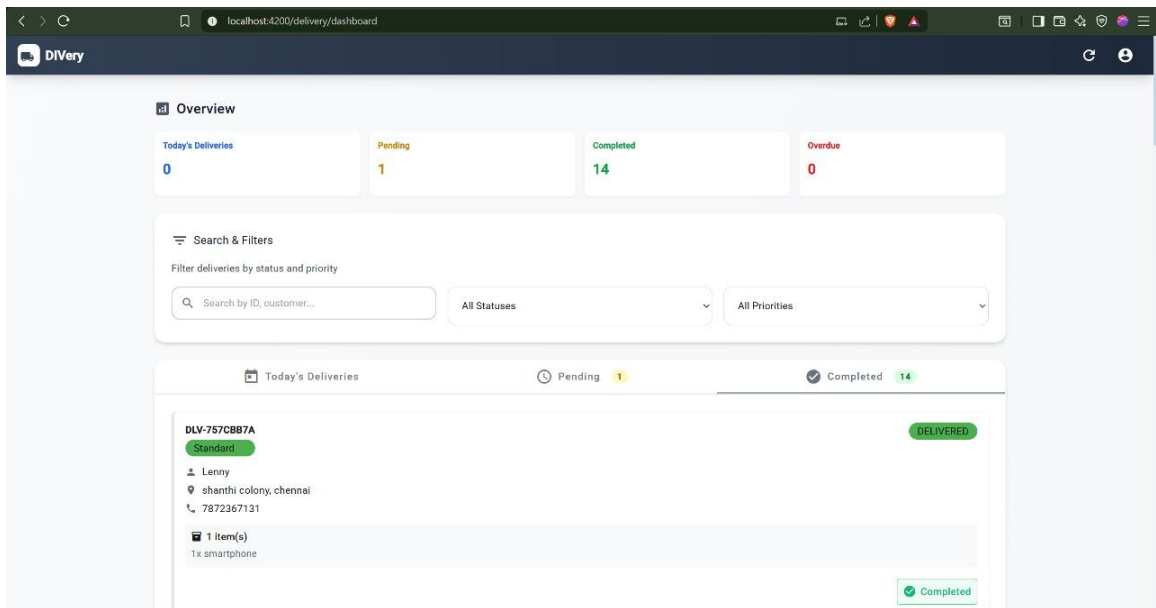 localhost:4200/delivery/dashboard
DIVery
Overview
Today's Deliveries
0
Pending
1
Completed
14
Overdue
0
Search & Filters
Filter deliveries by status and priority
Search by ID, customer...
All Statuses
All Priorities
Today's Deliveries
Pending 1
Completed 14
DLV-757CBB7A
DELIVERED
Standard
Lenny
shanthi colony, chennai
7872367131
1 item(s)
1x smartphone
Completed